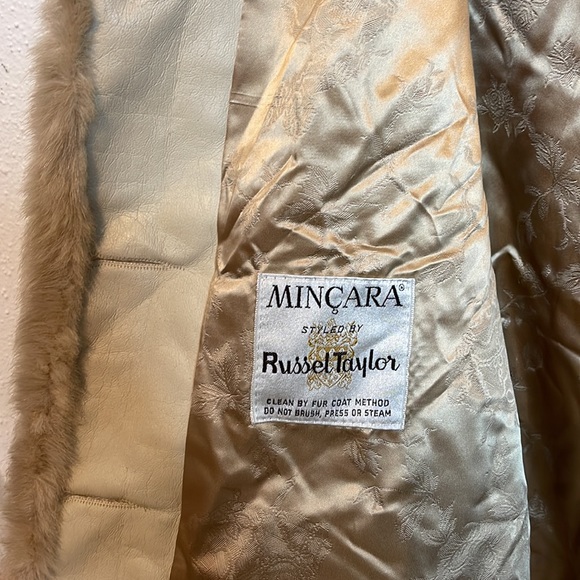 MINÇARA®
STYLED BY
Russel Taylor
CLEAN BY FUR COAT METHOD
DO NOT BRUSH, PRESS OR STEAM